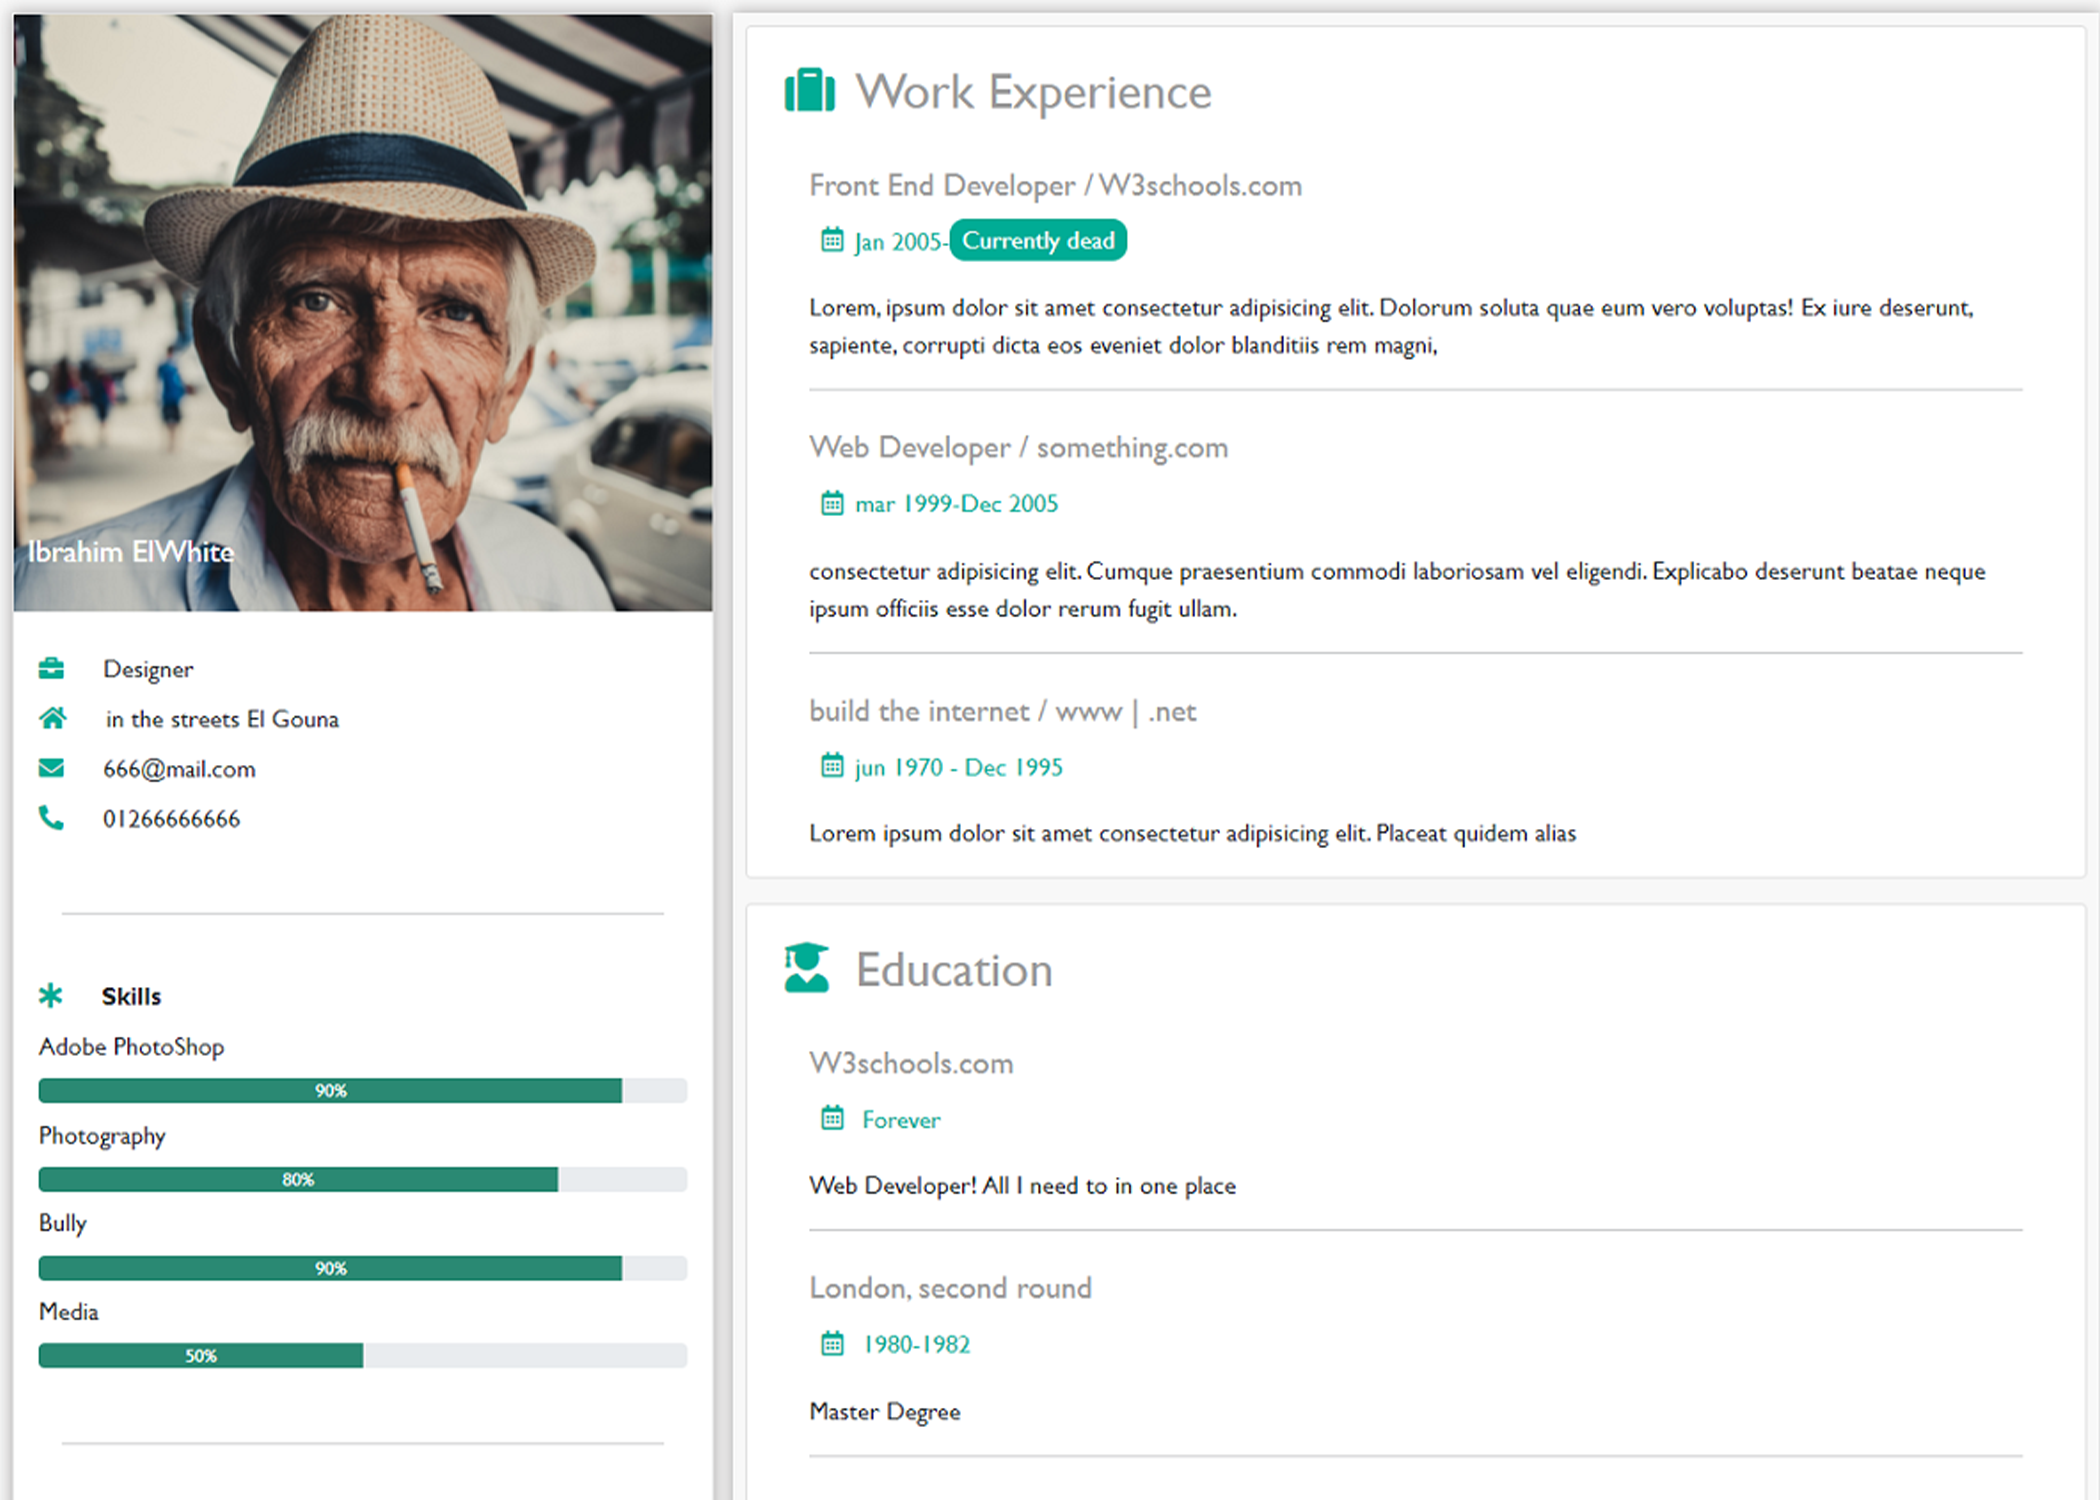 Ibrahim ElWhite
Designer
in the streets El Gouna
666@mail.com
01266666666
Skills
Adobe PhotoShop
90%
Photography
80%
Bully
90%
Media
50%
Work Experience
Front End Developer / W3schools.com
Jan 2005-Currently dead
Lorem, ipsum dolor sit amet consectetur adipisicing elit. Dolorum soluta quae eum vero voluptas! Ex iure deserunt,
sapiente, corrupti dicta eos eveniet dolor blanditiis rem magni,
Web Developer / something.com
mar 1999-Dec 2005
consectetur adipisicing elit. Cumque praesentium commodi laboriosam vel eligendi. Explicabo deserunt beatae neque
ipsum officiis esse dolor rerum fugit ullam.
build the internet / www | .net
jun 1970 - Dec 1995
Lorem ipsum dolor sit amet consectetur adipisicing elit. Placeat quidem alias
Education
W3schools.com
Forever
Web Developer! All I need to in one place
London, second round
1980-1982
Master Degree